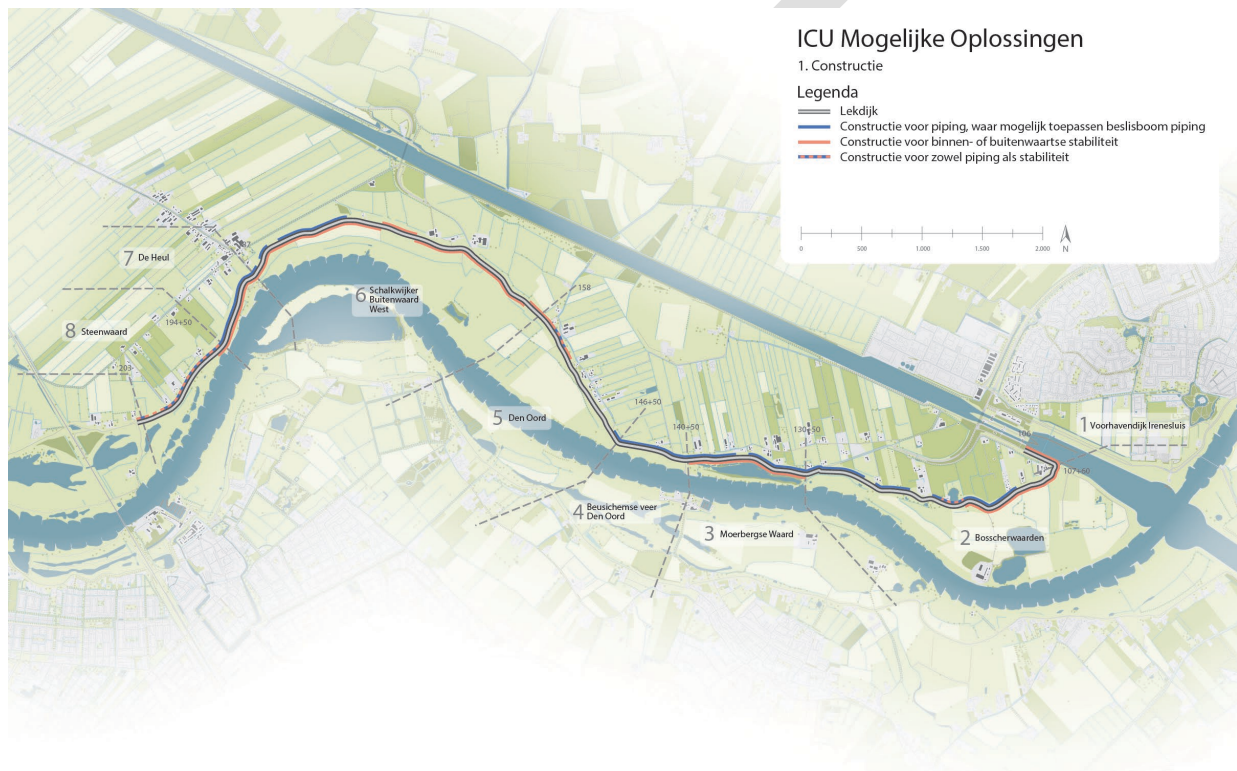 ICU Mogelijke Oplossingen
1. Constructie
Legenda
Lekdijk
Constructie voor piping, waar mogelijk toepassen beslisboom piping
Constructie voor binnen- of buitenwaartse stabiliteit
Constructie voor zowel piping als stabiliteit
0 500 1.000 1.500 2.000
N
7 De Heul
6 Schalkwijker
Buitenwaard
West
158
8 Steenwaard
194+50
203
146+50
5 Den Oord
140+50
130+50
106
1 Voorhavendijk Irenesluis
107+60
4 Beusichemse veer
Den Oord
3 Moerbergse Waard
2 Bosscherwaarden